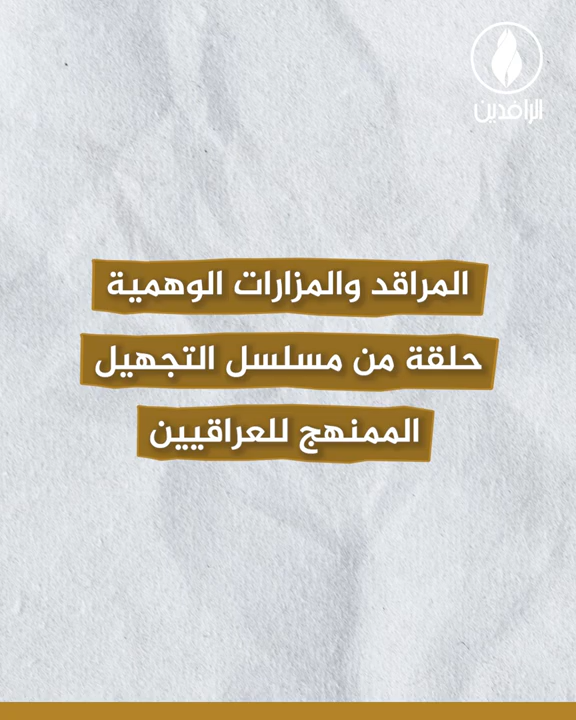 الرافدين
المراقد والمزارات الوهمية
حلقة من مسلسل التجهيل
الممنهج للعراقيين